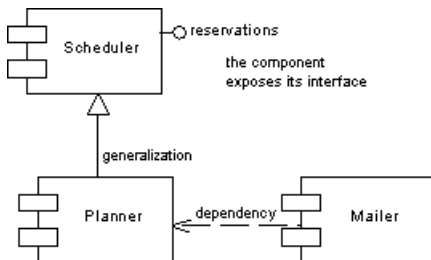 Scheduler
reservations
the component
exposes its interface
generalization
Planner
dependency
Mailer